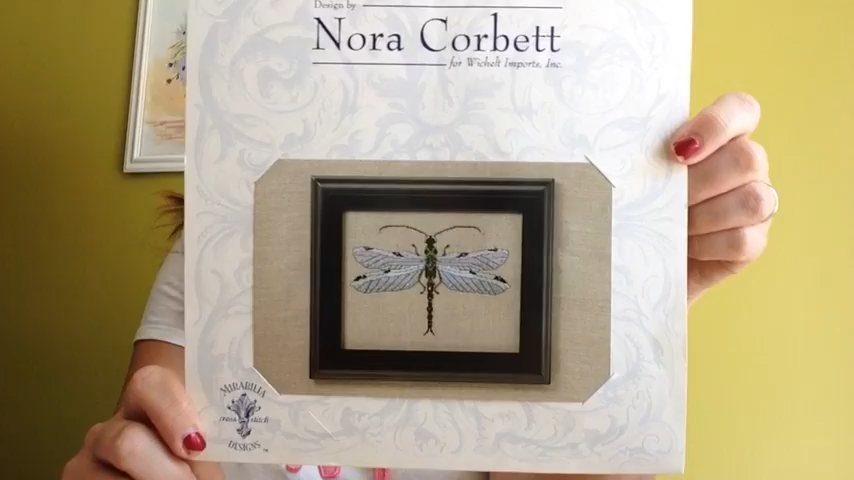 Design by
Nora Corbett
for Wichelt Imports, Inc.
MIRABILIA
cross stitch
DESIGNS